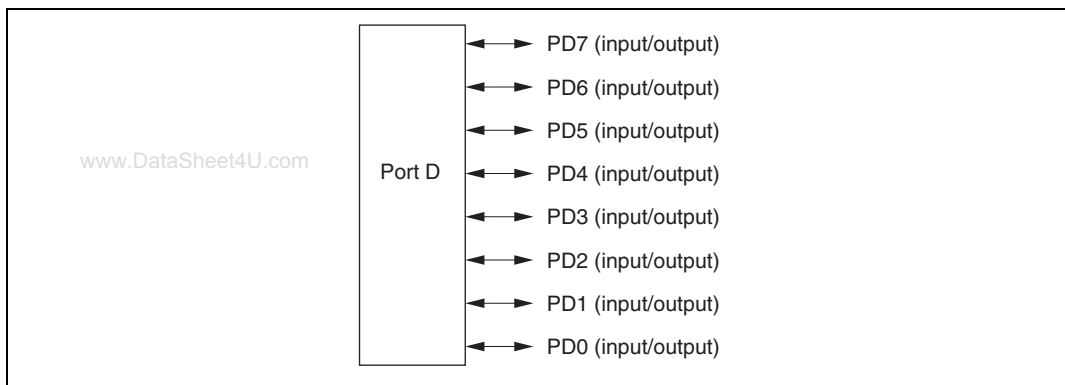 PD7 (input/output)
PD6 (input/output)
PD5 (input/output)
www.DataSheet4U.com
Port D
PD4 (input/output)
PD3 (input/output)
PD2 (input/output)
PD1 (input/output)
PD0 (input/output)